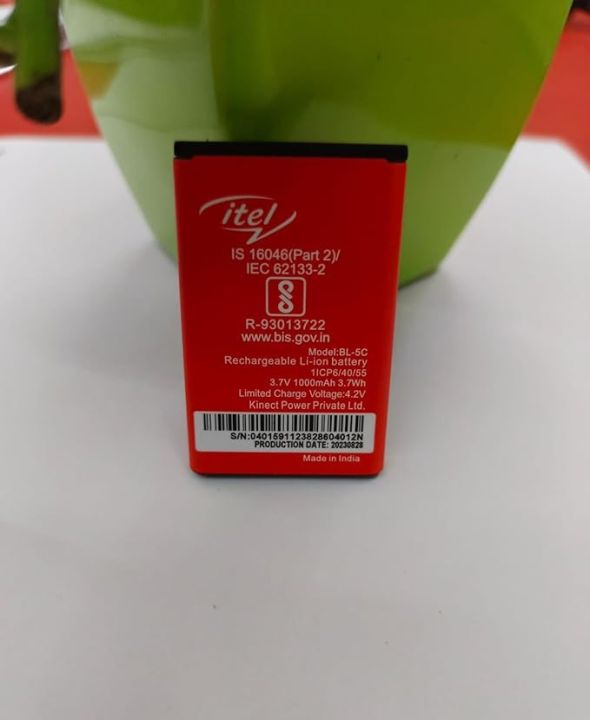 itel
IS 16046(Part 2)/
IEC 62133-2
R-93013722
www.bis.gov.in
Model:BL-5C
Rechargeable Li-ion battery
1ICP6/40/55
3.7V 1000mAh 3.7Wh
Limited Charge Voltage:4.2V
Kinect Power Private Ltd.
S/N:0401591123828604012N
PRODUCTION DATE: 20230828
Made in India